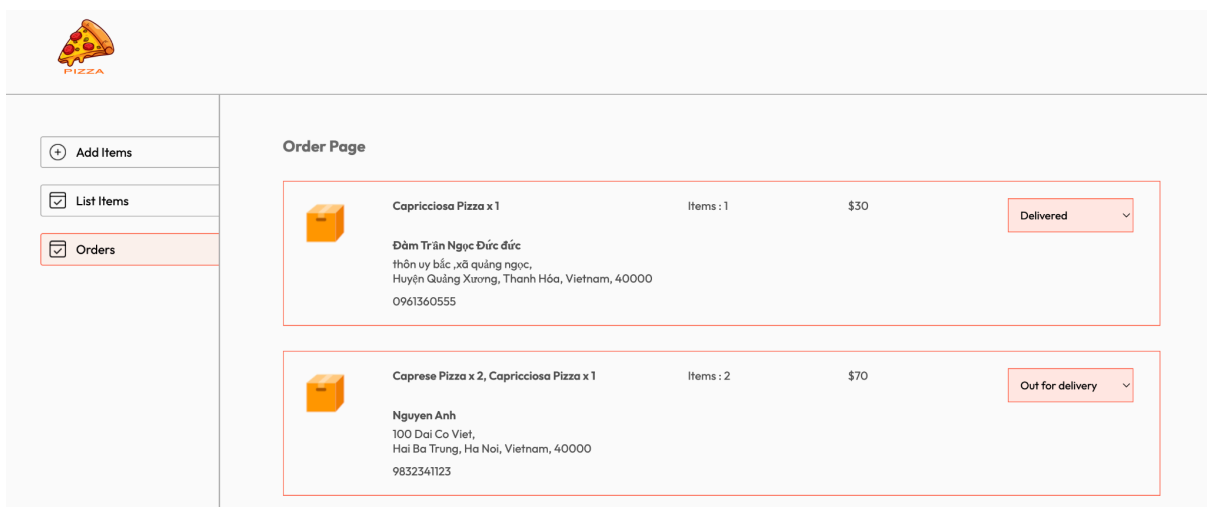 PIZZA
Add Items
List Items
Orders
Order Page
Capricciosa Pizza x 1
Items : 1
$30
Delivered
Đàm Trần Ngọc Đức đức
thôn uy bắc ,xã quảng ngọc,
Huyện Quảng Xương, Thanh Hóa, Vietnam, 40000
0961360555
Caprese Pizza x 2, Capricciosa Pizza x 1
Items : 2
$70
Out for delivery
Nguyen Anh
100 Dai Co Viet,
Hai Ba Trung, Ha Noi, Vietnam, 40000
9832341123